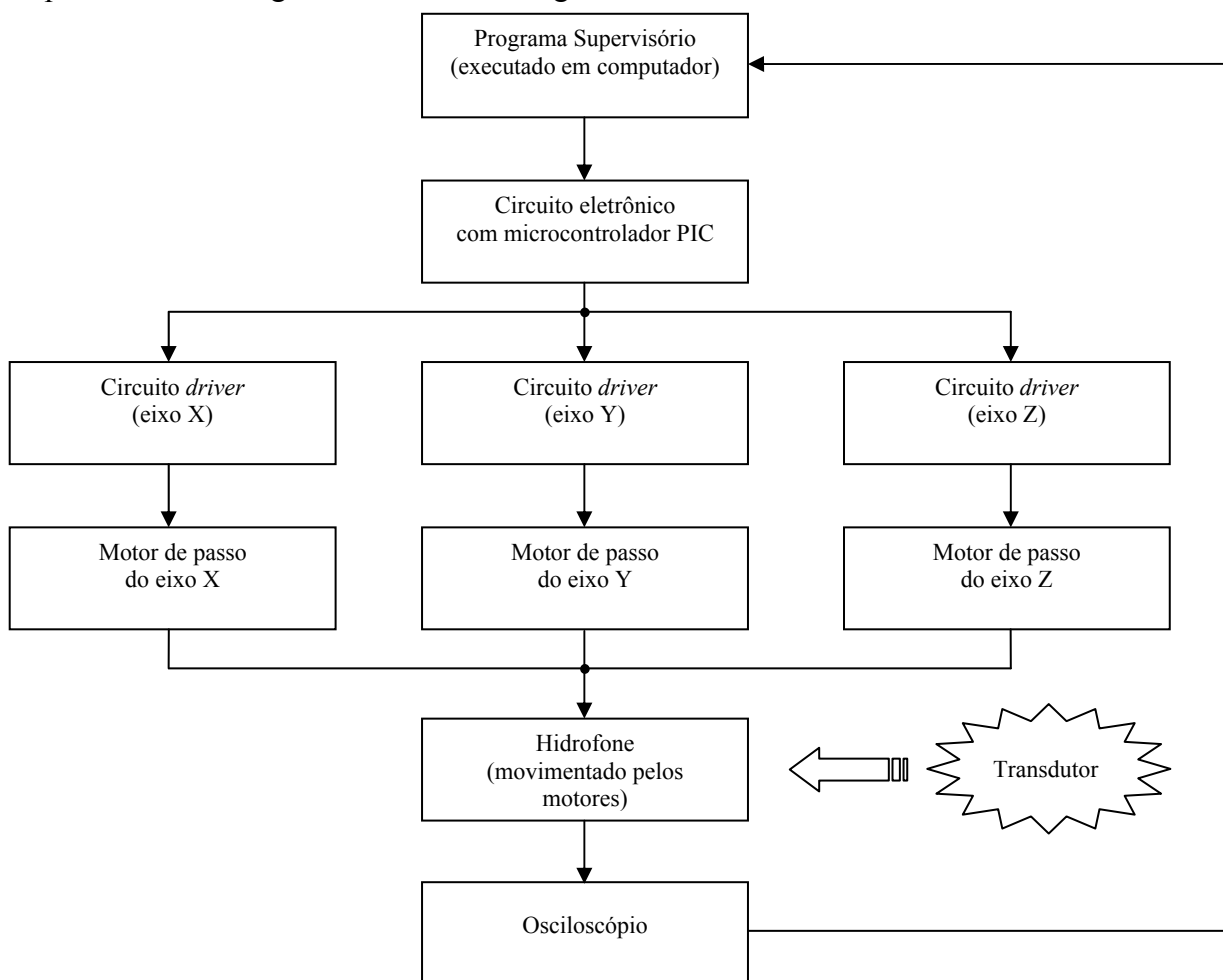 Programa Supervisório
(executado em computador)
Circuito eletrônico
com microcontrolador PIC
Circuito driver
(eixo X)
Circuito driver
(eixo Y)
Circuito driver
(eixo Z)
Motor de passo
do eixo X
Motor de passo
do eixo Y
Motor de passo
do eixo Z
Hidrofone
(movimentado pelos
motores)
Transdutor
Osciloscópio